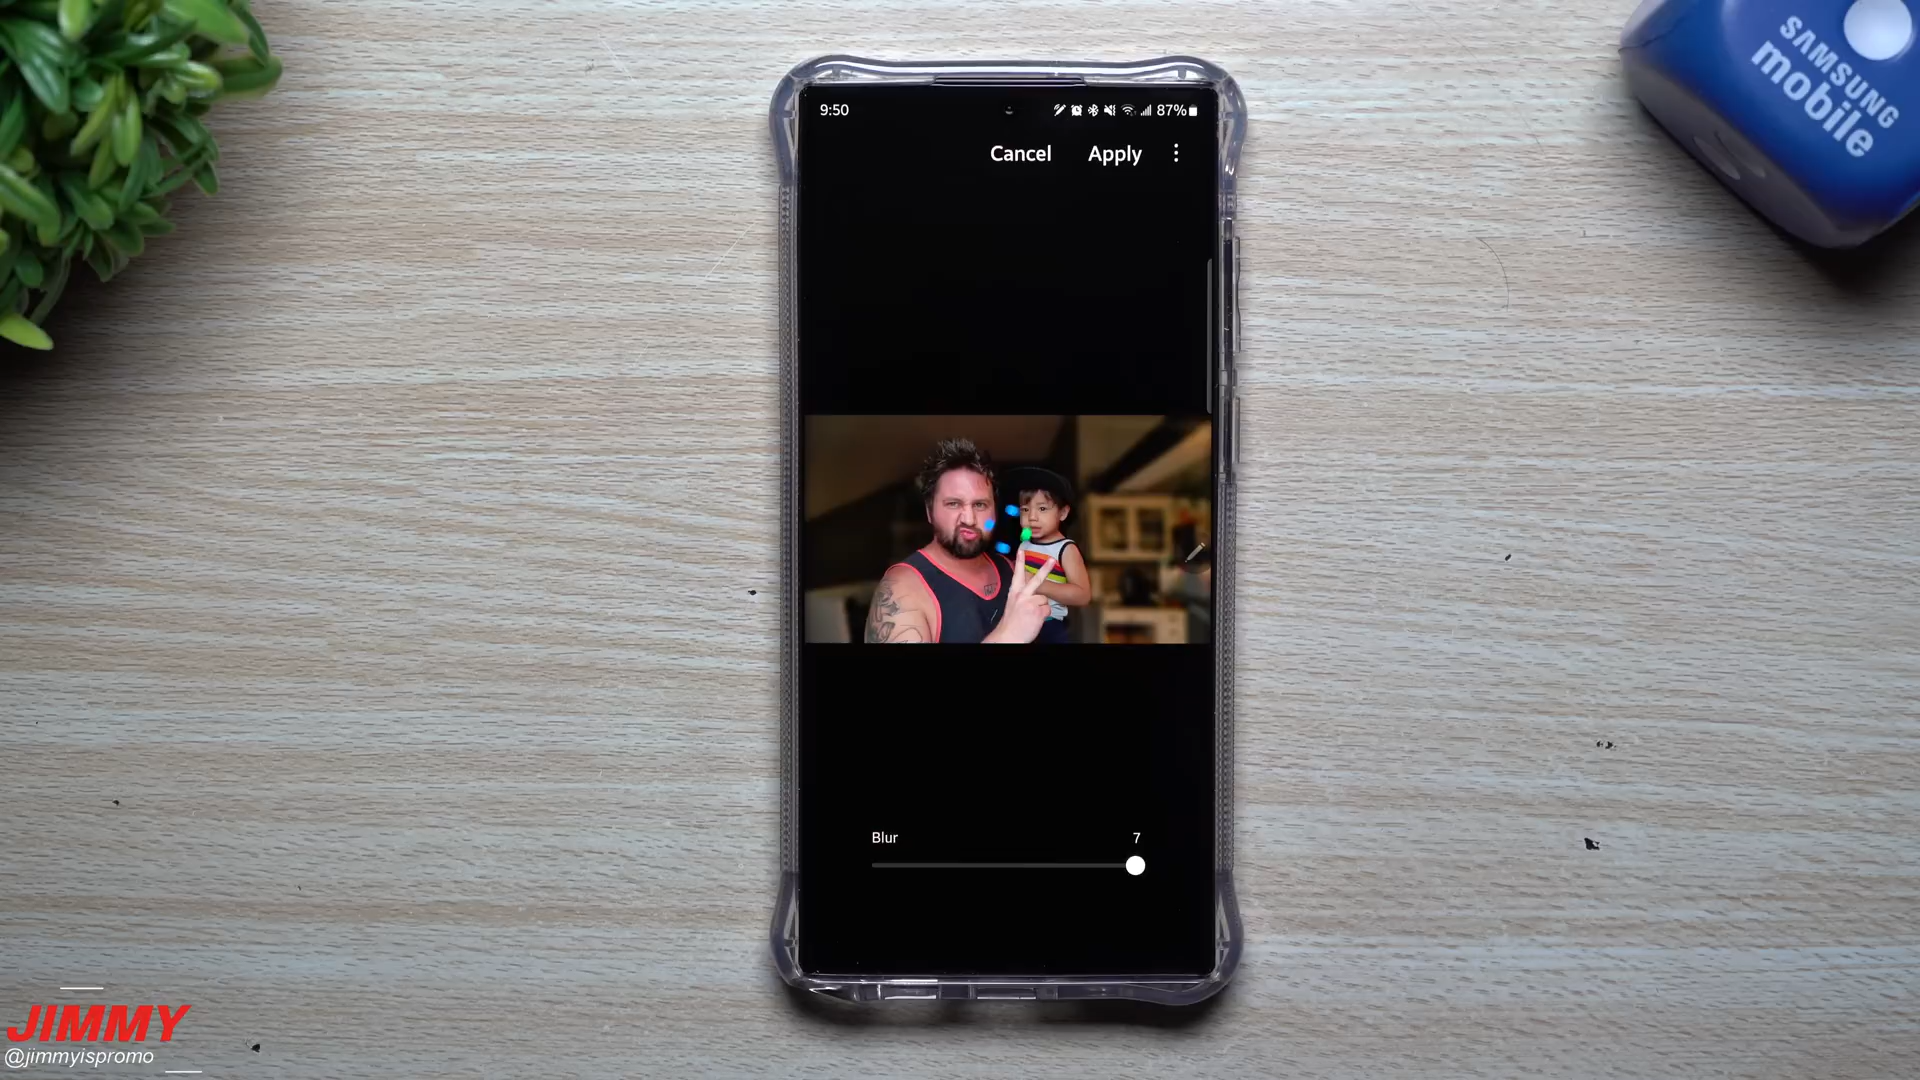 SAMSUNG
mobile
9:50
87%
Cancel
Apply
Blur
7
JIMMY
@jimmyispromo